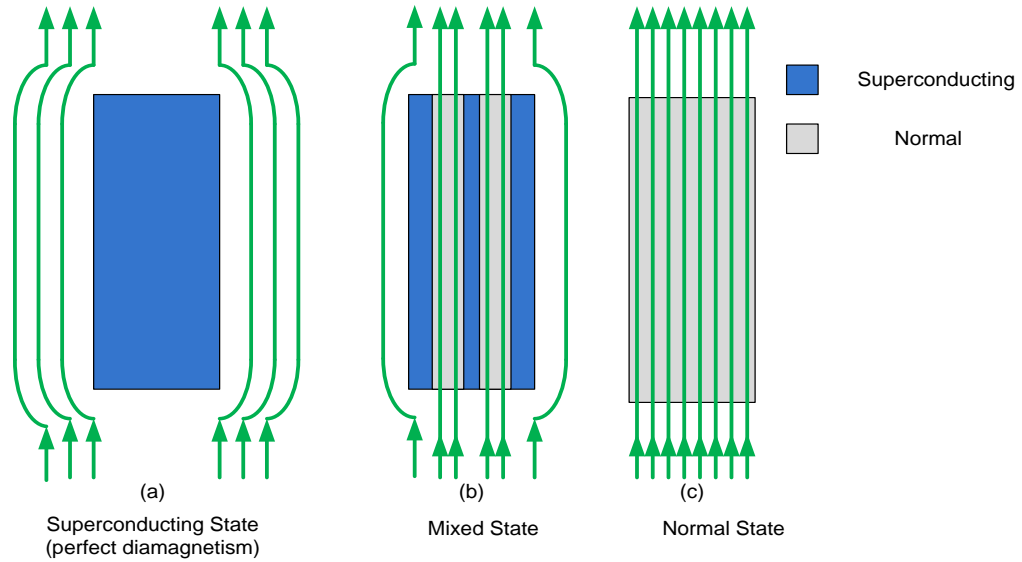 Superconducting
Normal
(a)
(b)
(c)
Superconducting State
(perfect diamagnetism)
Mixed State
Normal State